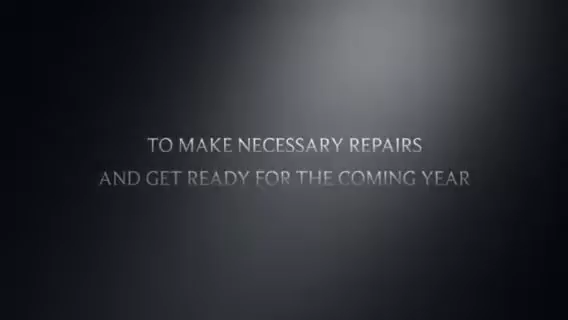 TO MAKE NECESSARY REPAIRS
AND GET READY FOR THE COMING YEAR